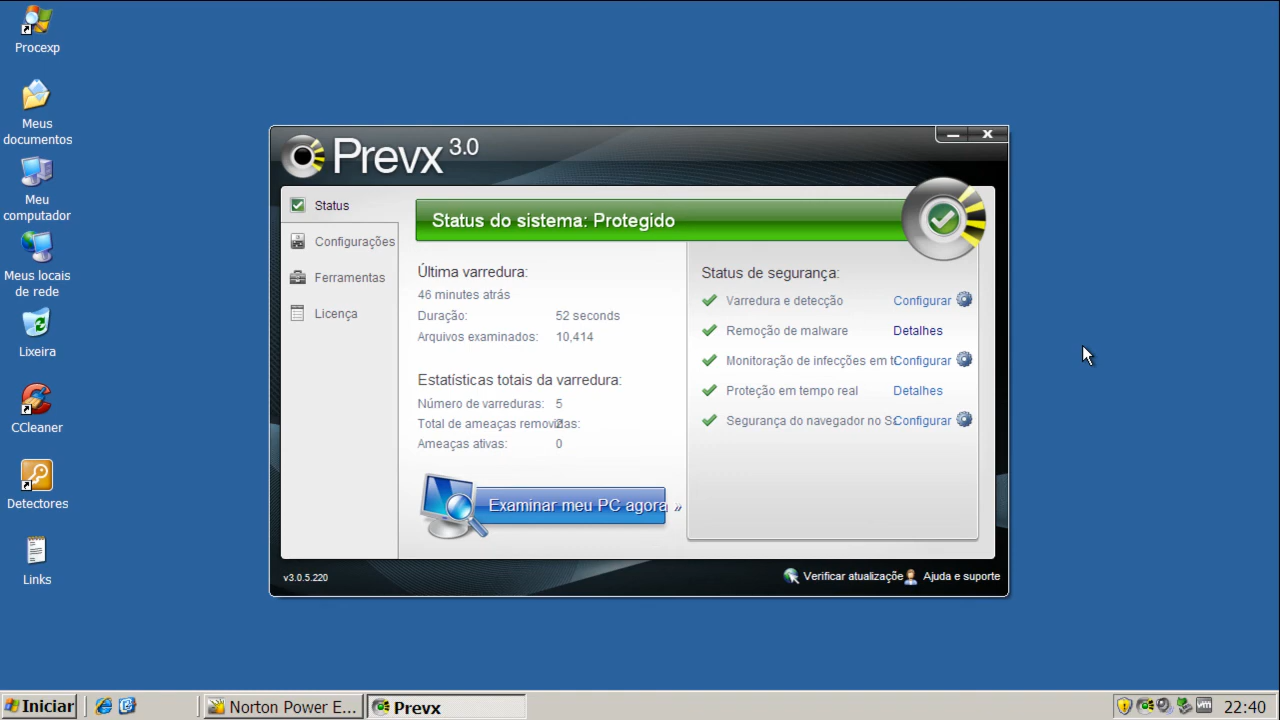 Procexp
Meus
documentos
Meu
computador
Meus locais
de rede
Lixeira
CCleaner
Detectores
Links
Prevx 3.0
Status
Configurações
Ferramentas
Licença
Status do sistema: Protegido
Última varredura:
46 minutes atrás
Duração: 52 seconds
Arquivos examinados: 10,414
Estatísticas totais da varredura:
Número de varreduras: 5
Total de ameaças removidas: 2
Ameaças ativas: 0
Examinar meu PC agora »
Status de segurança:
Varredura e detecção Configurar
Remoção de malware Detalhes
Monitoração de infecções em t Configurar
Proteção em tempo real Detalhes
Segurança do navegador no Sa Configurar
v3.0.5.220
Verificar atualizaçõe
Ajuda e suporte
Iniciar
Norton Power E...
Prevx
vm
22:40